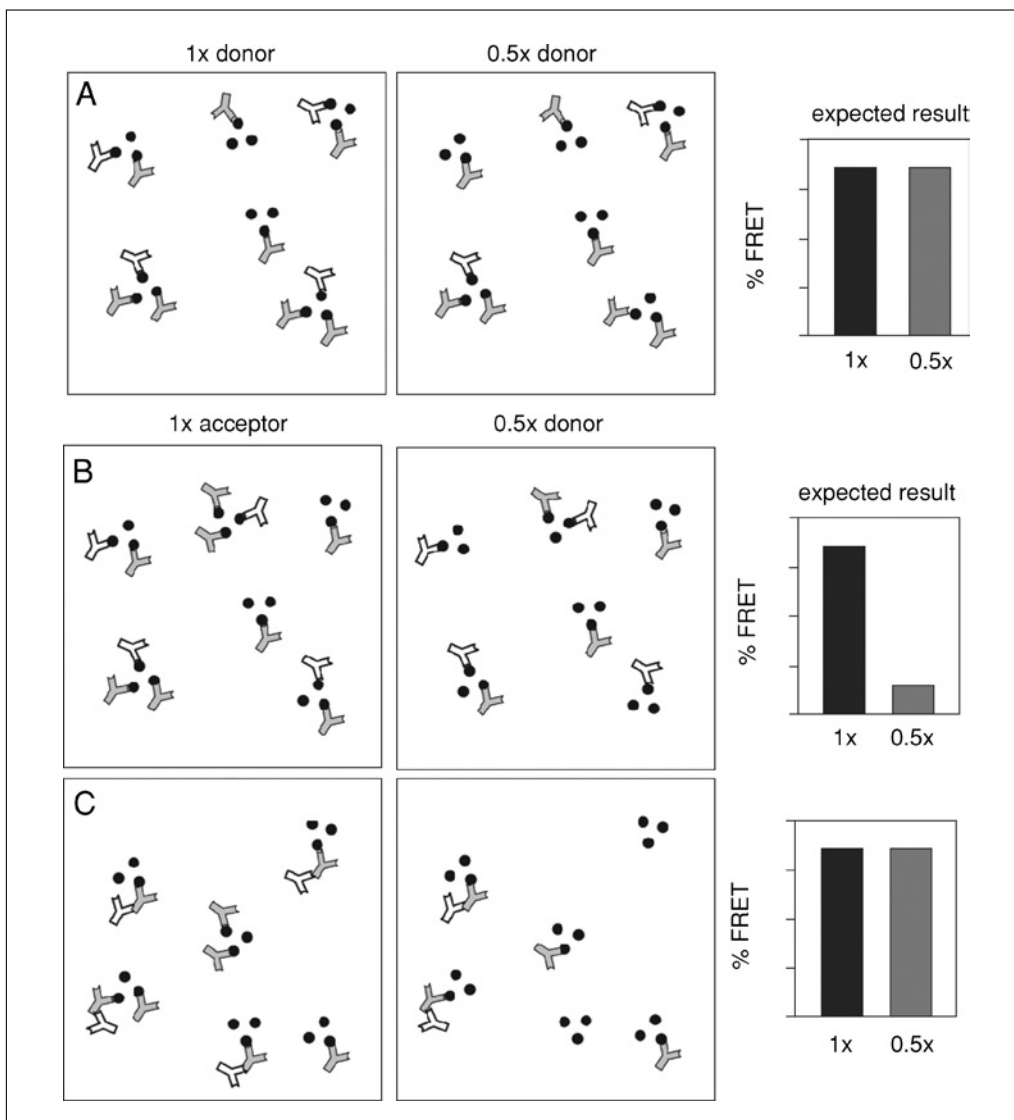 1x donor
0.5x donor
A
expected result
% FRET
1x
0.5x
1x acceptor
0.5x donor
B
expected result
% FRET
1x
0.5x
C
% FRET
1x
0.5x